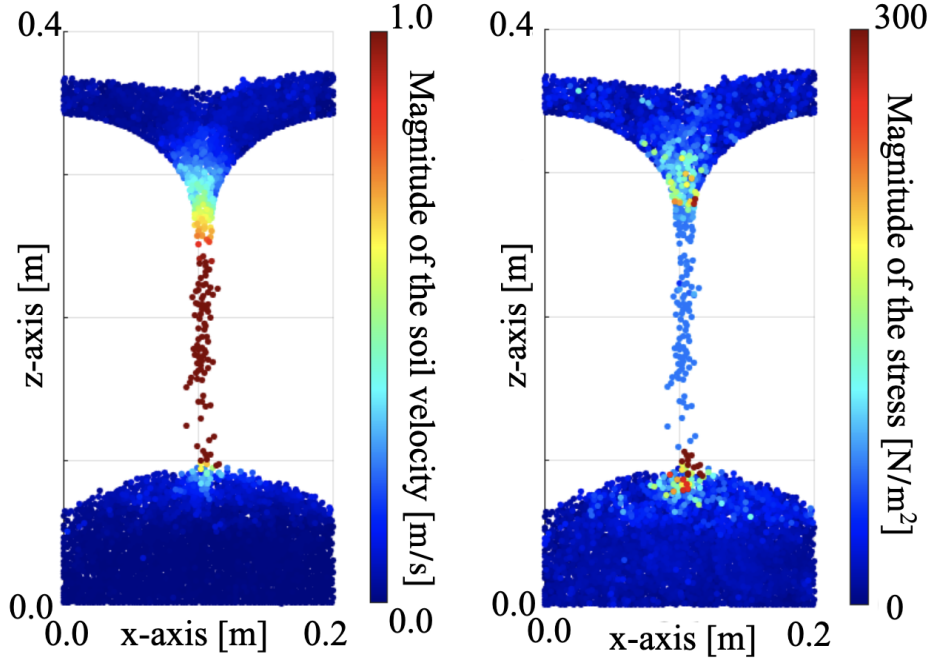 0.4
z-axis [m]
0.0
0.0
x-axis [m]
0.2
1.0
Magnitude of the soil velocity [m/s]
0.0
z-axis [m]
0.4
0.0
0.0
x-axis [m]
0.2
300
Magnitude of the stress [N/m²]
0